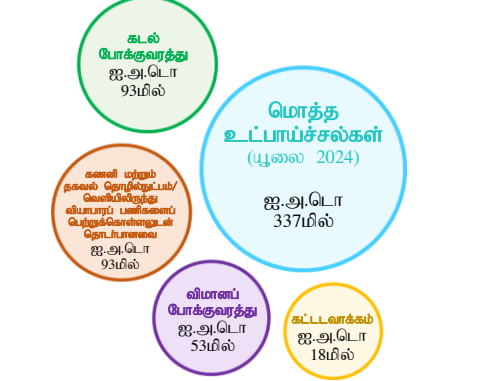 கடல்
போக்குவரத்து
ஐ.அ.டொ
93மில்
மொத்த
உட்பாய்ச்சல்கள்
(யூலை 2024)
ஐ.அ.டொ
337மில்
கணனி மற்றும்
தகவல் தொழில்நுட்பம்/
வெளியிலிருந்து
வியாபாரப் பணிகளைப்
பெற்றுக்கொள்ளலுடன்
தொடர்பானவை
ஐ.அ.டொ
93மில்
விமானப்
போக்குவரத்து
ஐ.அ.டொ
53மில்
கட்டடவாக்கம்
ஐ.அ.டொ
18மில்